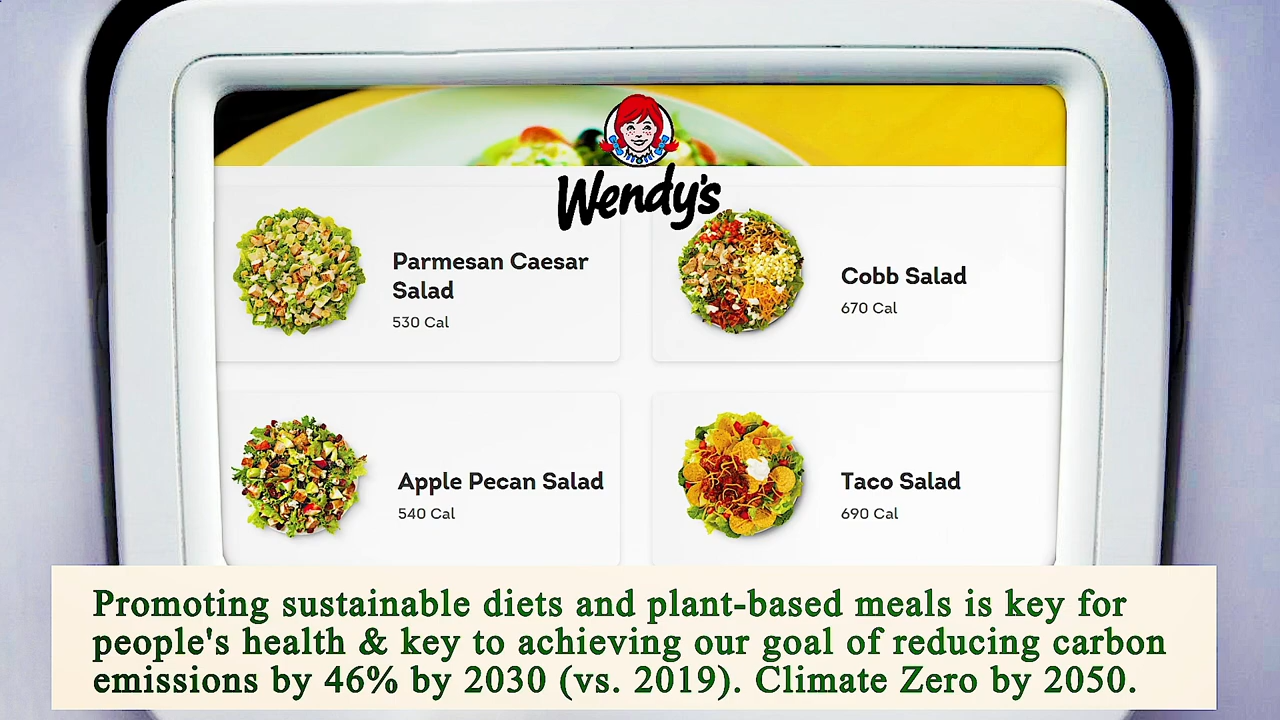 Wendy's
Parmesan Caesar
Salad
530 Cal
Cobb Salad
670 Cal
Apple Pecan Salad
540 Cal
Taco Salad
690 Cal
Promoting sustainable diets and plant-based meals is key for
people's health & key to achieving our goal of reducing carbon
emissions by 46% by 2030 (vs. 2019). Climate Zero by 2050.